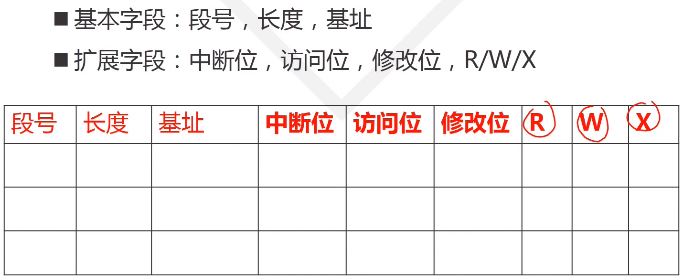 ■ 基本字段：段号，长度，基址
■ 扩展字段：中断位，访问位，修改位，R/W/X
段号 长度 基址 中断位 访问位 修改位 R W X